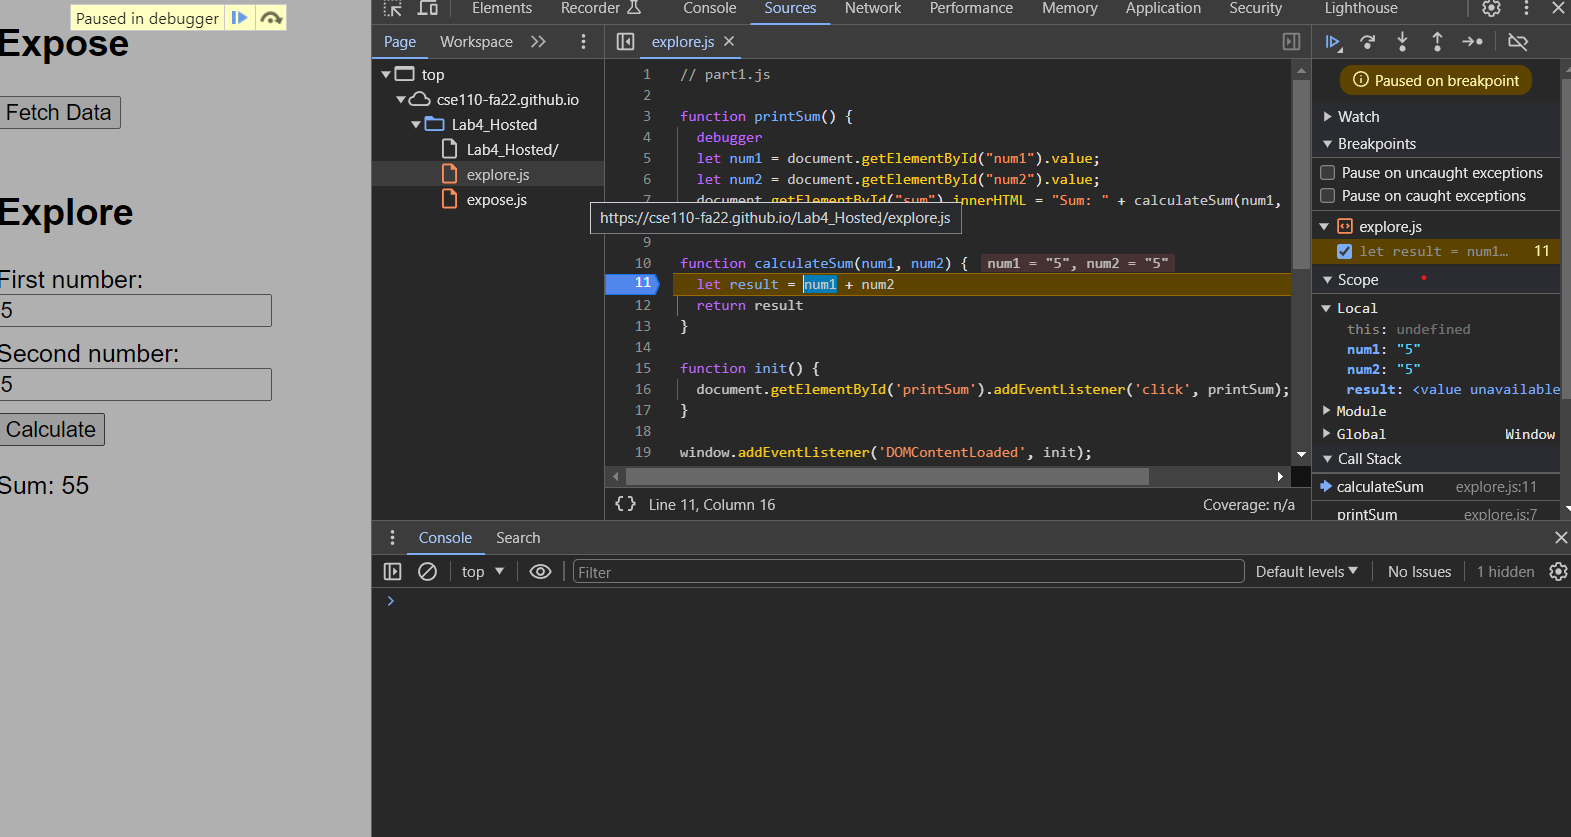 Paused in debugger
Expose
Fetch Data
Explore
First number:
5
Second number:
5
Calculate
Sum: 55
Elements Recorder Console Sources Network Performance Memory Application Security Lighthouse
Page Workspace
top
cse110-fa22.github.io
Lab4_Hosted
Lab4_Hosted/
explore.js
expose.js
https://cse110-fa22.github.io/Lab4_Hosted/explore.js
explore.js
1 // part1.js
2
3 function printSum() {
4 debugger
5 let num1 = document.getElementById("num1").value;
6 let num2 = document.getElementById("num2").value;
7 document.getElementById("sum").innerHTML = "Sum: " + calculateSum(num1,
9
10 function calculateSum(num1, num2) { num1 = "5", num2 = "5"
11 let result = num1 + num2
12 return result
13 }
14
15 function init() {
16 document.getElementById('printSum').addEventListener('click', printSum);
17 }
18
19 window.addEventListener('DOMContentLoaded', init);
{} Line 11, Column 16 Coverage: n/a
Paused on breakpoint
Watch
Breakpoints
Pause on uncaught exceptions
Pause on caught exceptions
explore.js
let result = num1… 11
Scope
Local
this: undefined
num1: "5"
num2: "5"
result: <value unavailable
Module
Global Window
Call Stack
calculateSum explore.js:11
printSum explore.js:7
Console Search
top Filter Default levels No Issues 1 hidden